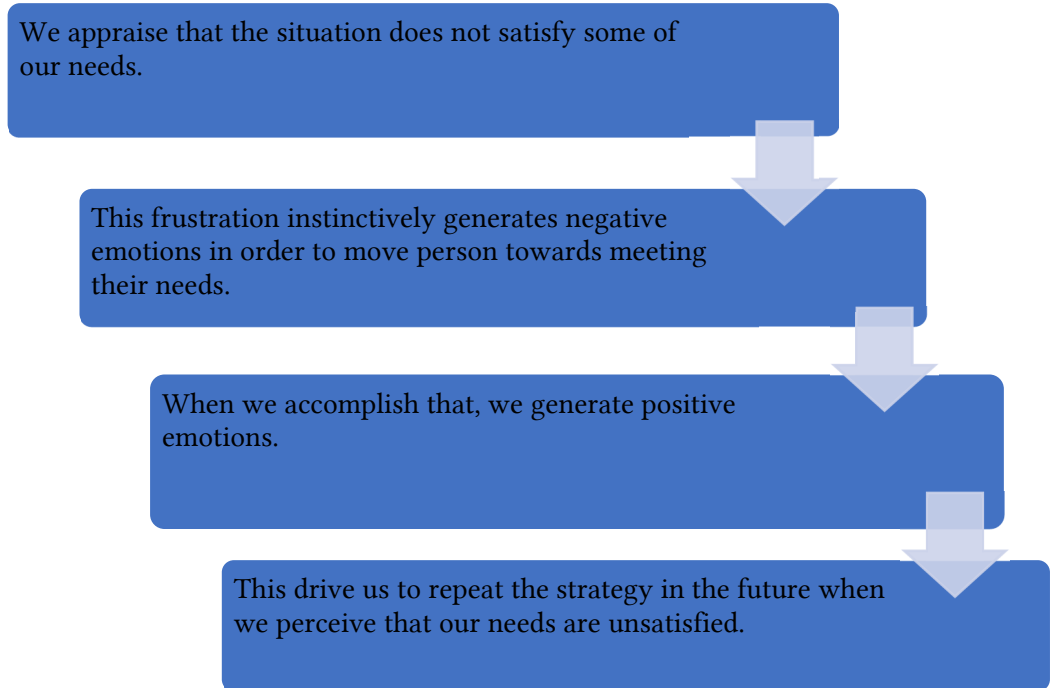 We appraise that the situation does not satisfy some of
our needs.
This frustration instinctively generates negative
emotions in order to move person towards meeting
their needs.
When we accomplish that, we generate positive
emotions.
This drive us to repeat the strategy in the future when
we perceive that our needs are unsatisfied.